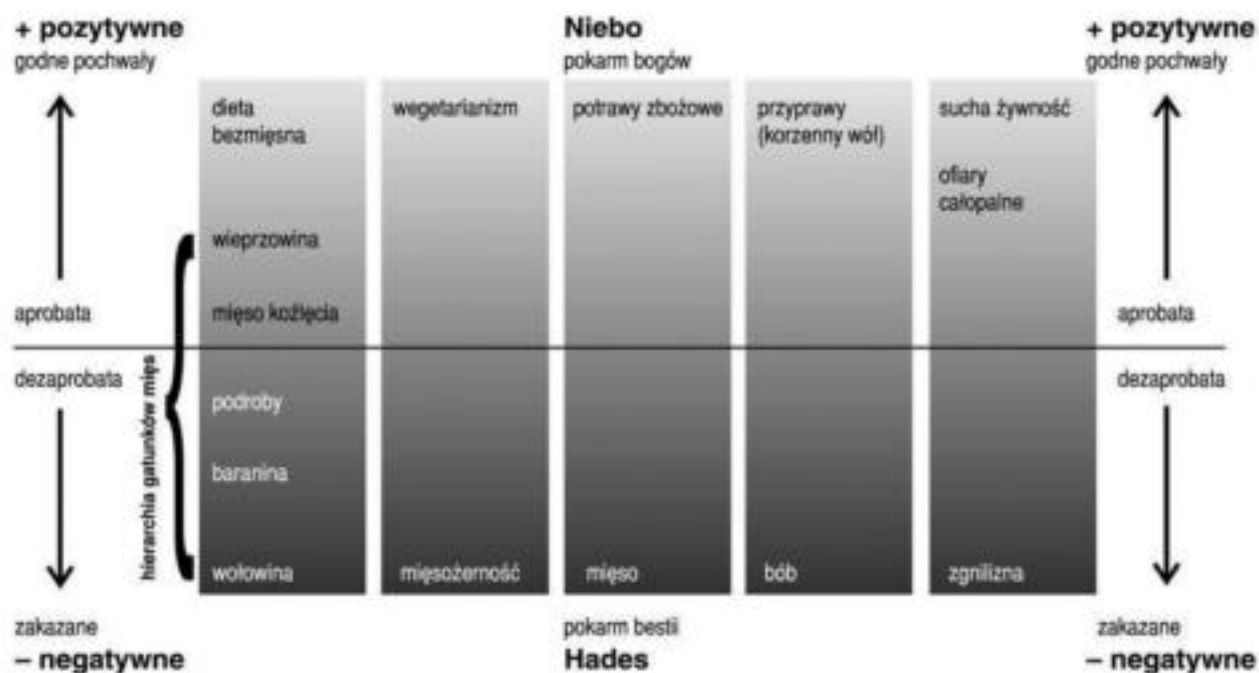 + pozytywne
godne pochwały
Niebo
pokarm bogów
+ pozytywne
godne pochwały
dieta
bezmięsna
wegetarianizm
potrawy zbożowe
przyprawy
(korzenny wół)
sucha żywność
ofiary
całopalne
wieprzowina
mięso koźlęcia
aprobata
aprobata
dezaprobata
dezaprobata
hierarchia gatunków mięs
podroby
baranina
wołowina
mięsożerność
mięso
bób
zgnilizna
zakazane
– negatywne
pokarm bestii
Hades
zakazane
– negatywne